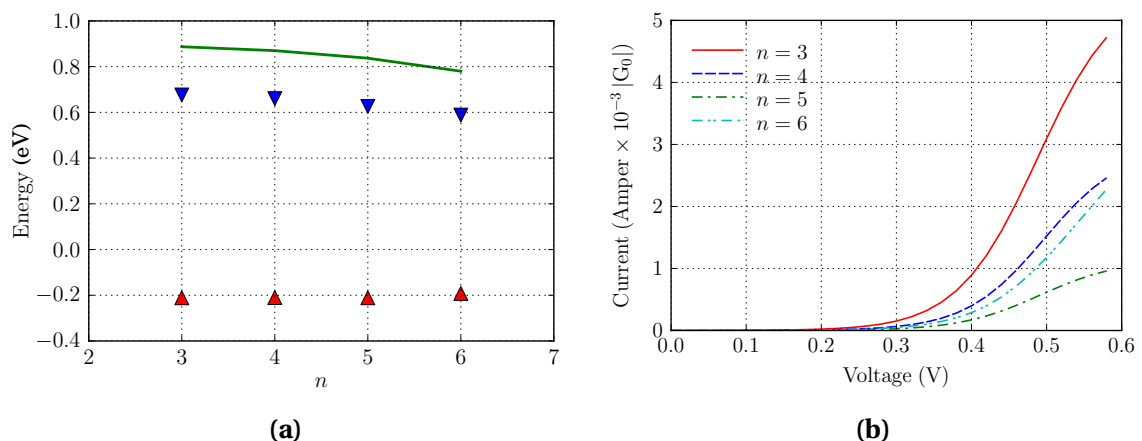 1.0
0.8
0.6
0.4
0.2
0.0
−0.2
−0.4
Energy (eV)
2 3 4 5 6 7
n
(a)
5
4
3
2
1
0
Current (Amper × 10⁻³ |G₀|)
n = 3
n = 4
n = 5
n = 6
0.0 0.1 0.2 0.3 0.4 0.5 0.6
Voltage (V)
(b)